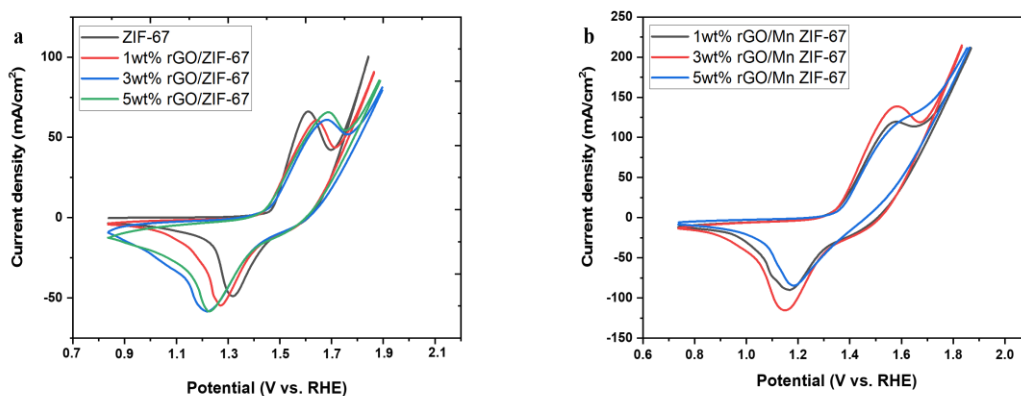 a
ZIF-67
1wt% rGO/ZIF-67
3wt% rGO/ZIF-67
5wt% rGO/ZIF-67
Current density (mA/cm²)
100
50
0
-50
0.7 0.9 1.1 1.3 1.5 1.7 1.9 2.1
Potential (V vs. RHE)
b
1wt% rGO/Mn ZIF-67
3wt% rGO/Mn ZIF-67
5wt% rGO/Mn ZIF-67
Current density (mA/cm²)
250
200
150
100
50
0
-50
-100
-150
0.6 0.8 1.0 1.2 1.4 1.6 1.8 2.0
Potential (V vs. RHE)